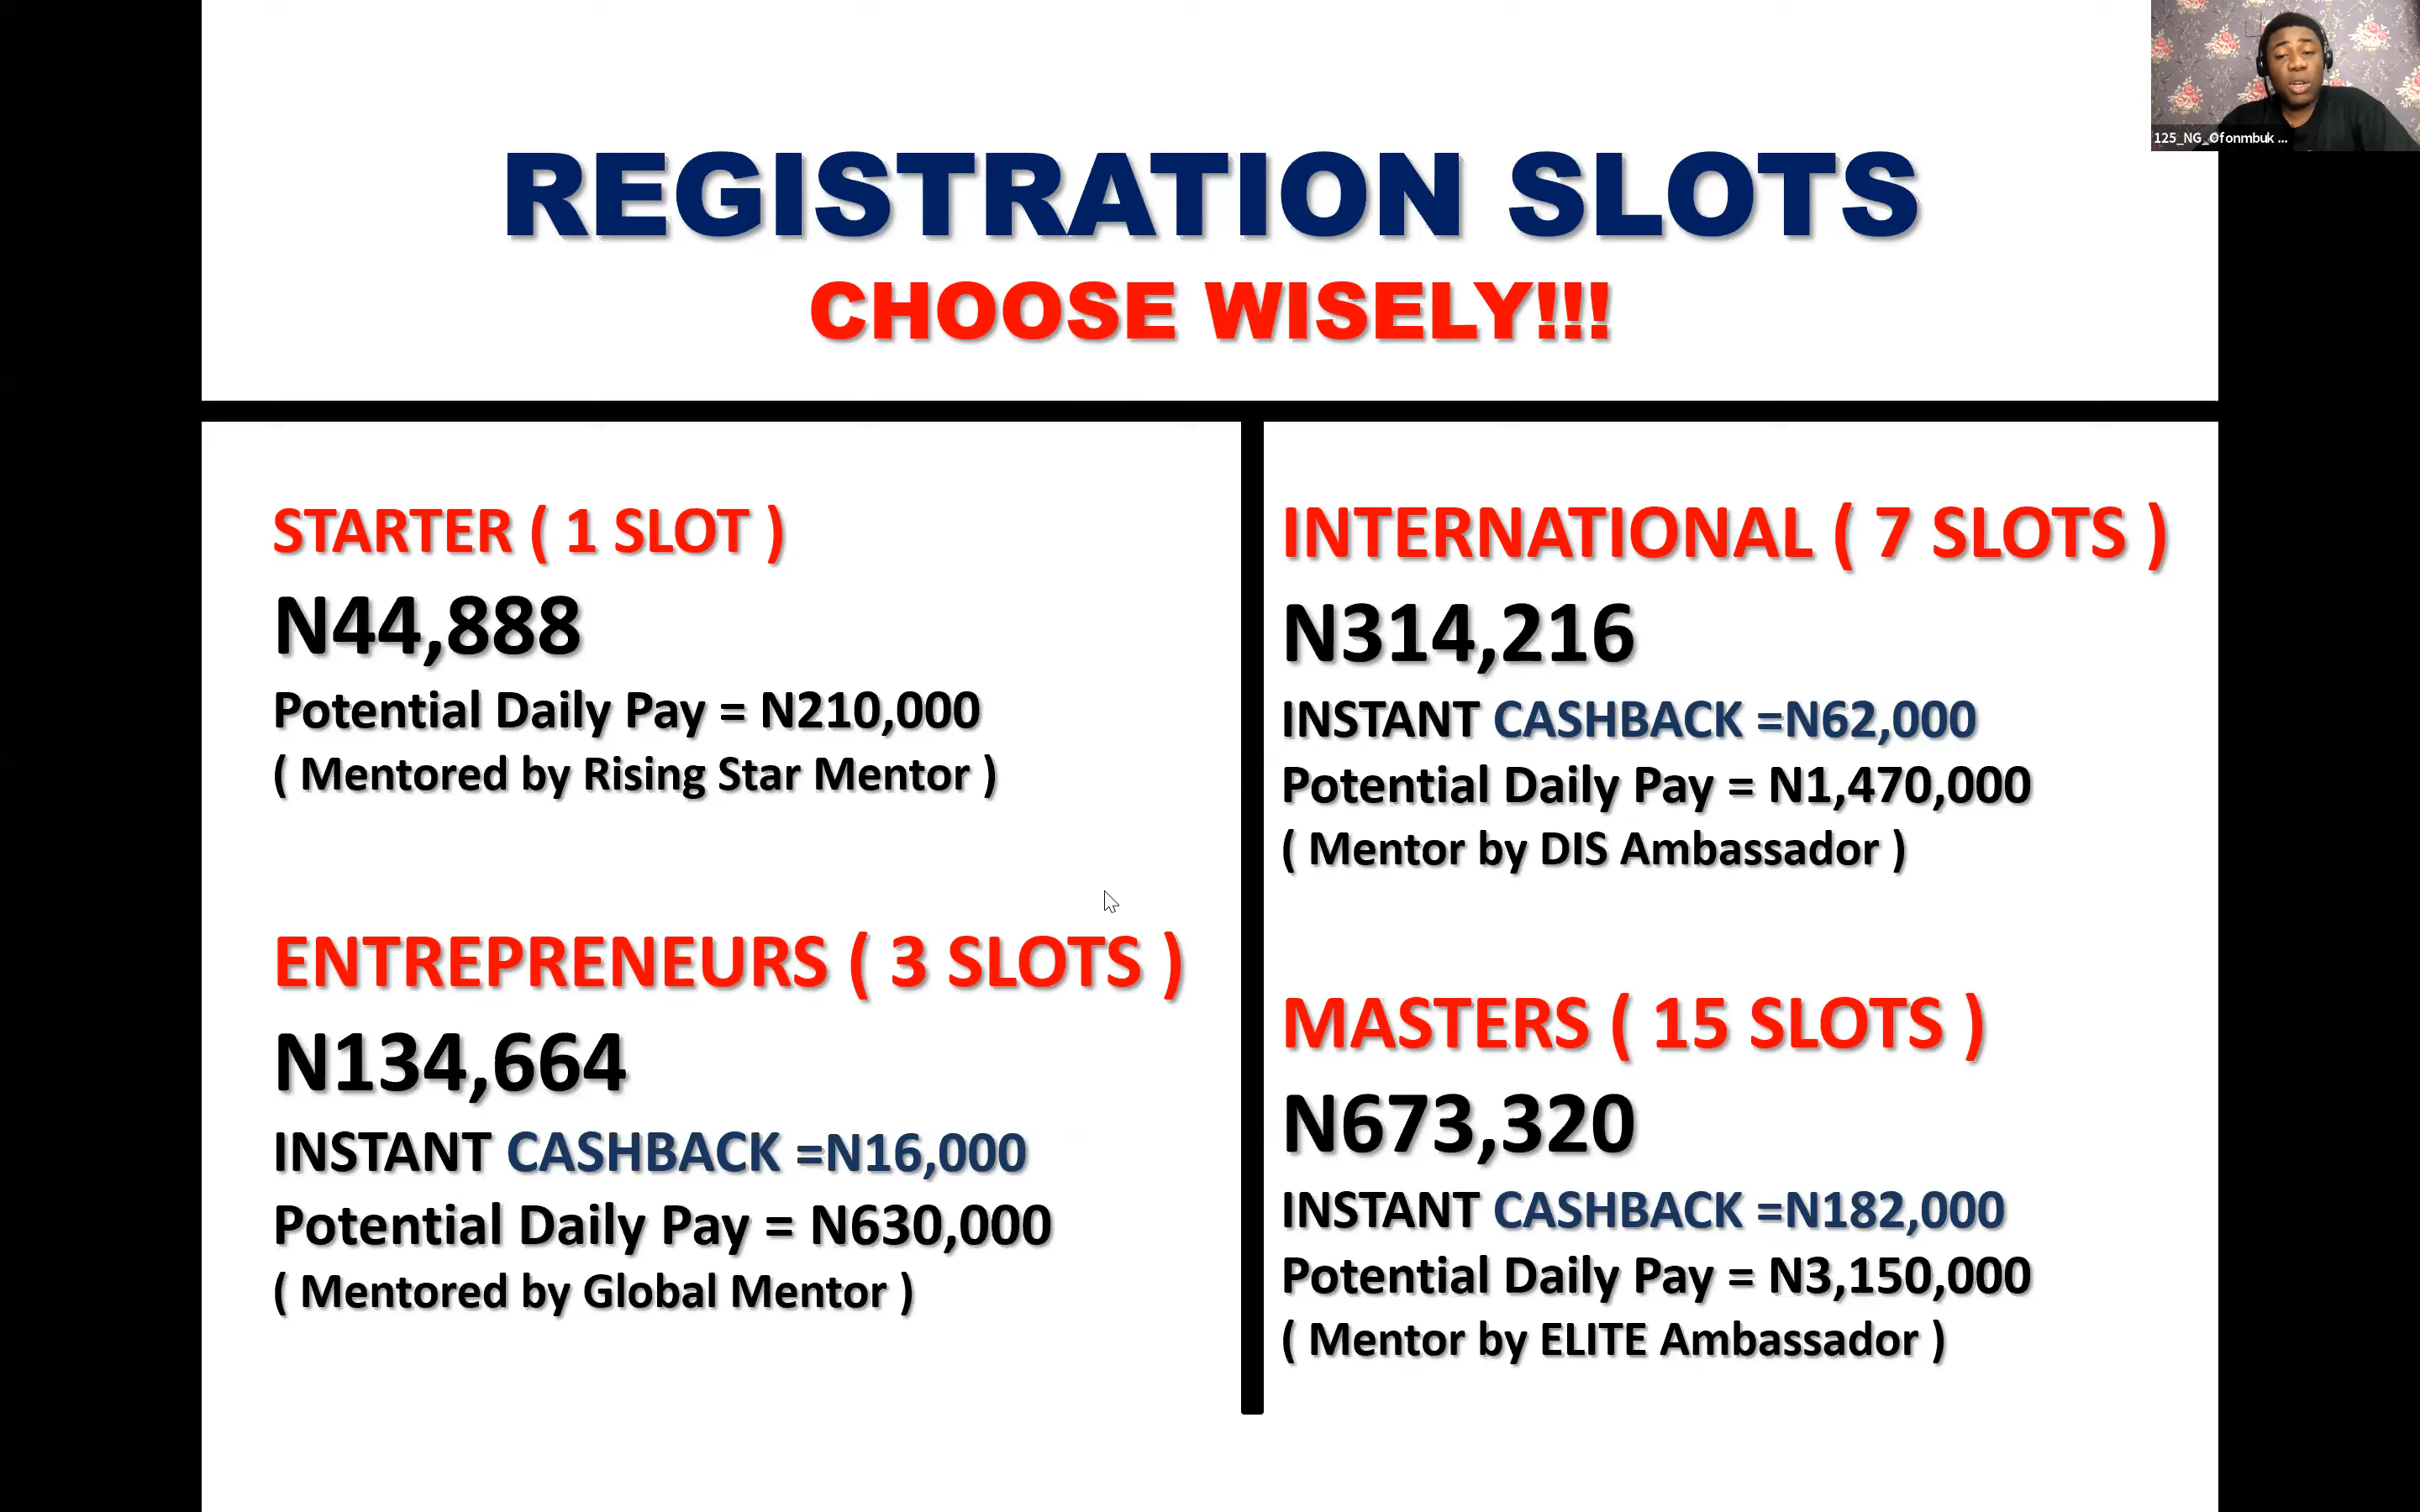 REGISTRATION SLOTS
CHOOSE WISELY!!!
125_NG_Ofonmbuk ...
STARTER ( 1 SLOT )
N44,888
Potential Daily Pay = N210,000
( Mentored by Rising Star Mentor )
ENTREPRENEURS ( 3 SLOTS )
N134,664
INSTANT CASHBACK =N16,000
Potential Daily Pay = N630,000
( Mentored by Global Mentor )
INTERNATIONAL ( 7 SLOTS )
N314,216
INSTANT CASHBACK =N62,000
Potential Daily Pay = N1,470,000
( Mentor by DIS Ambassador )
MASTERS ( 15 SLOTS )
N673,320
INSTANT CASHBACK =N182,000
Potential Daily Pay = N3,150,000
( Mentor by ELITE Ambassador )